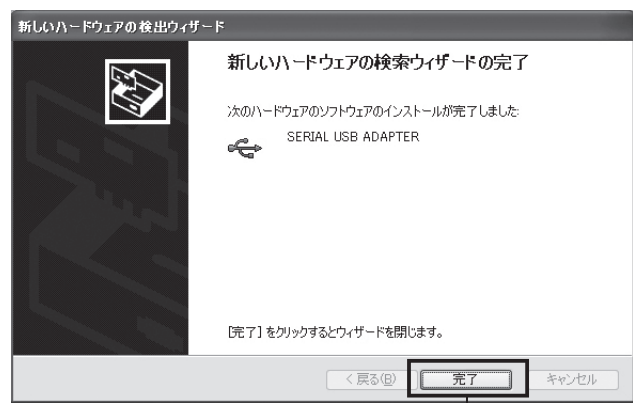 新しいハードウェアの検出ウィザード
新しいハードウェアの検索ウィザードの完了
次のハードウェアのソフトウェアのインストールが完了しました:
SERIAL USB ADAPTER
[完了] をクリックするとウィザードを閉じます。
< 戻る(B)
完了
キャンセル